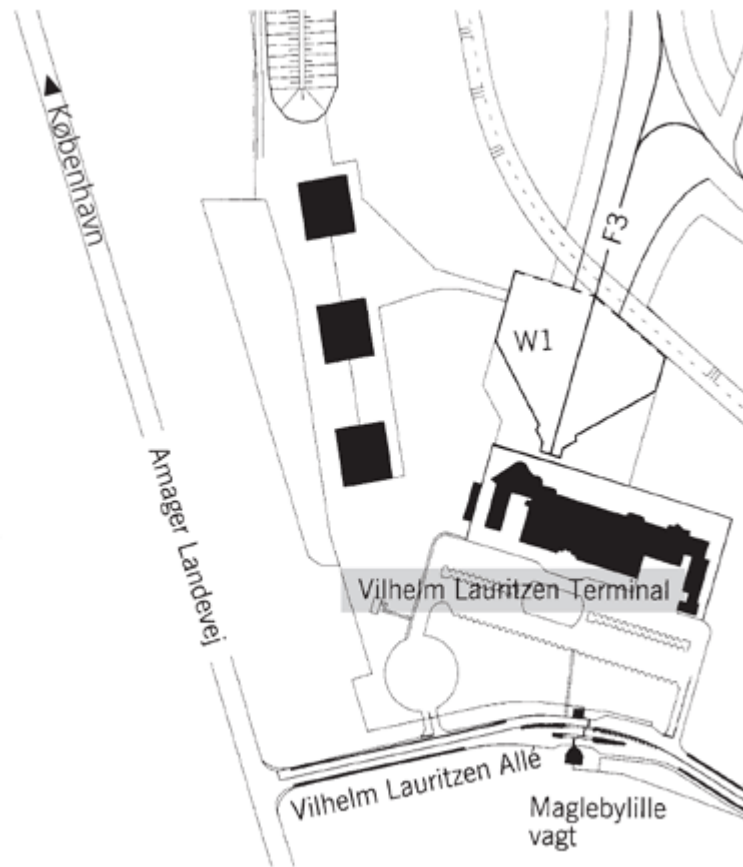 København
F3
W1
Amager Landevej
Vilhelm Lauritzen Terminal
Vilhelm Lauritzen Allé
Maglebylille
vagt